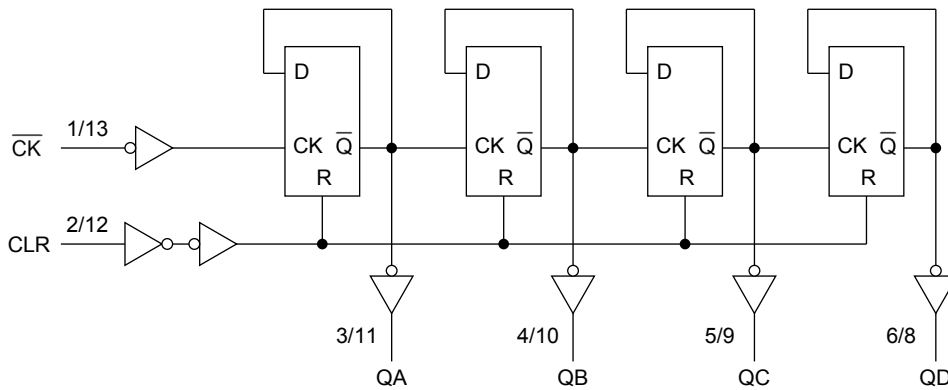 D D D D
1/13
C̅K̅ CK Q̅ CK Q̅ CK Q̅ CK Q̅
R R R R
2/12
CLR
3/11 4/10 5/9 6/8
QA QB QC QD